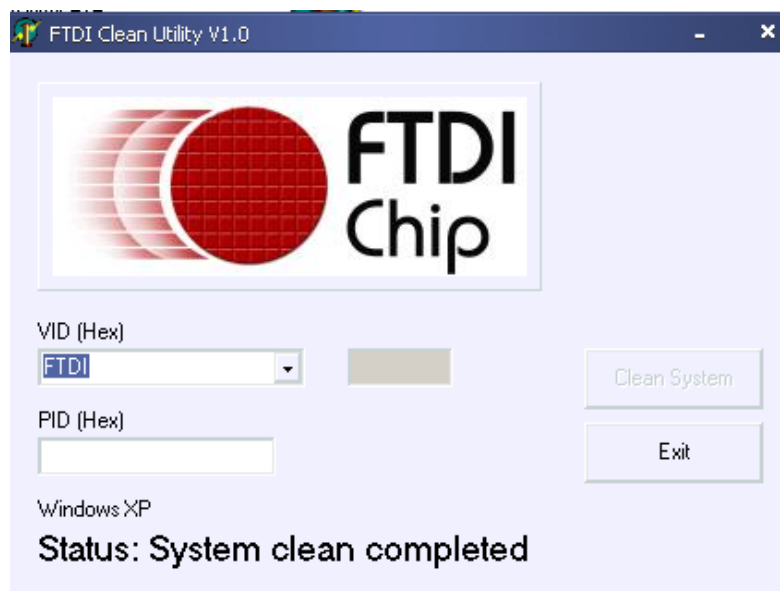 FTDI Clean Utility V1.0
FTDI
Chip
VID (Hex)
FTDI
Clean System
PID (Hex)
Exit
Windows XP
Status: System clean completed